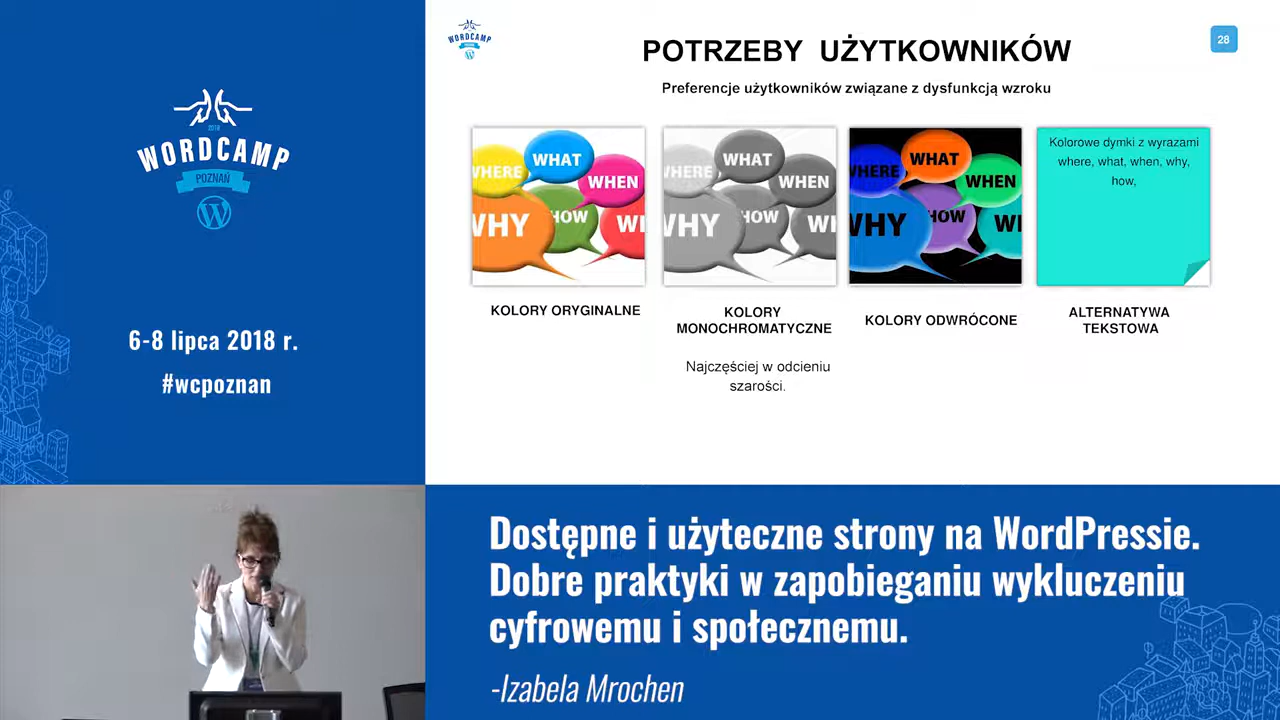 2018
WORDCAMP
POZNAŃ
6-8 lipca 2018 r.
#wcpoznan
WORDCAMP
28
POTRZEBY UŻYTKOWNIKÓW
Preferencje użytkowników związane z dysfunkcją wzroku
WHERE WHAT WHEN
WHY HOW
WHERE WHAT WHEN
WHY HOW
WHERE WHAT WHEN
WHY HOW
Kolorowe dymki z wyrazami
where, what, when, why,
how,
KOLORY ORYGINALNE
KOLORY
MONOCHROMATYCZNE
Najczęściej w odcieniu
szarości.
KOLORY ODWRÓCONE
ALTERNATYWA
TEKSTOWA
Dostępne i użyteczne strony na WordPressie.
Dobre praktyki w zapobieganiu wykluczeniu
cyfrowemu i społecznemu.
-Izabela Mrochen